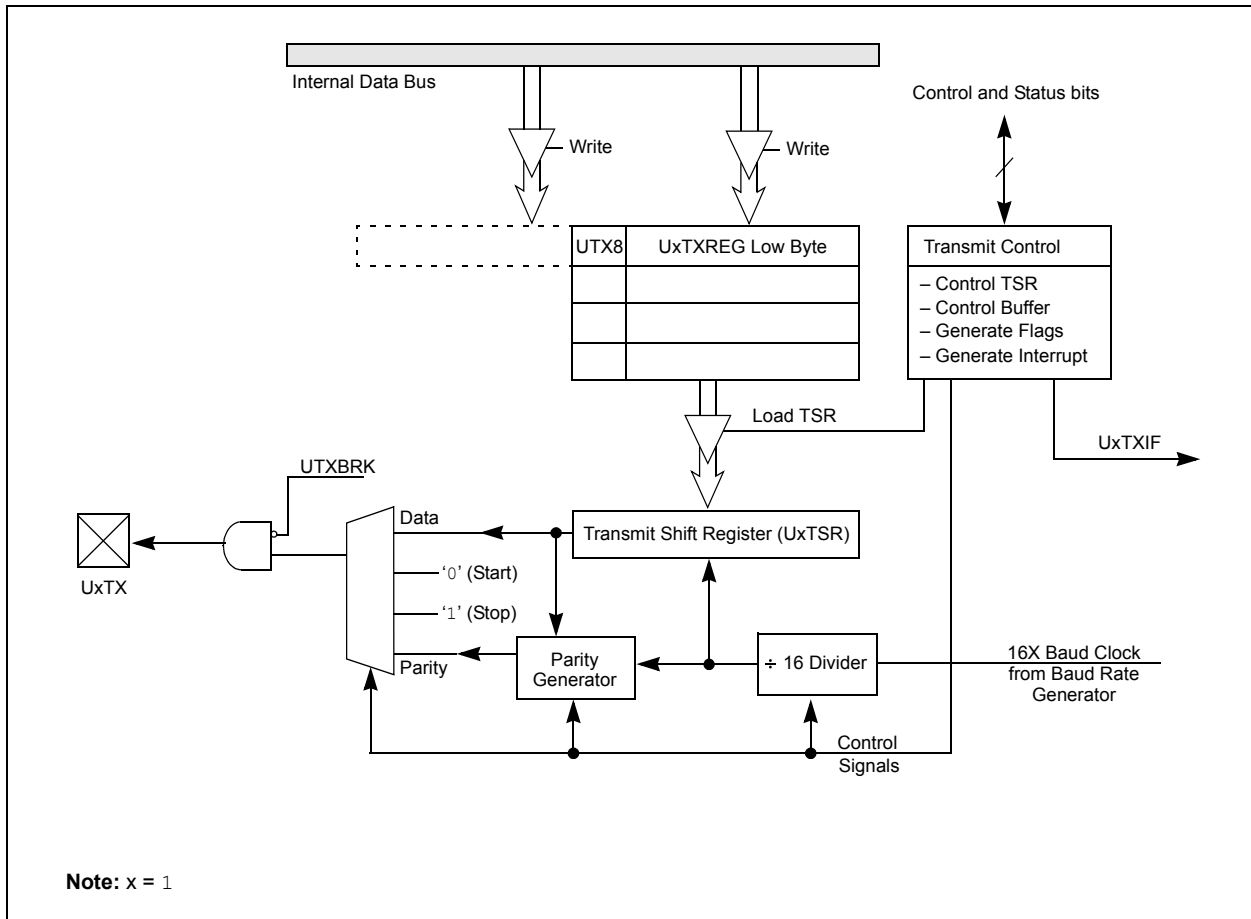 Internal Data Bus
Control and Status bits
Write
Write
UTX8
UxTXREG Low Byte
Transmit Control
– Control TSR
– Control Buffer
– Generate Flags
– Generate Interrupt
Load TSR
UxTXIF
UTXBRK
Data
Transmit Shift Register (UxTSR)
UxTX
‘0’ (Start)
‘1’ (Stop)
Parity
Parity
Generator
÷ 16 Divider
16X Baud Clock
from Baud Rate
Generator
Control
Signals
Note: x = 1